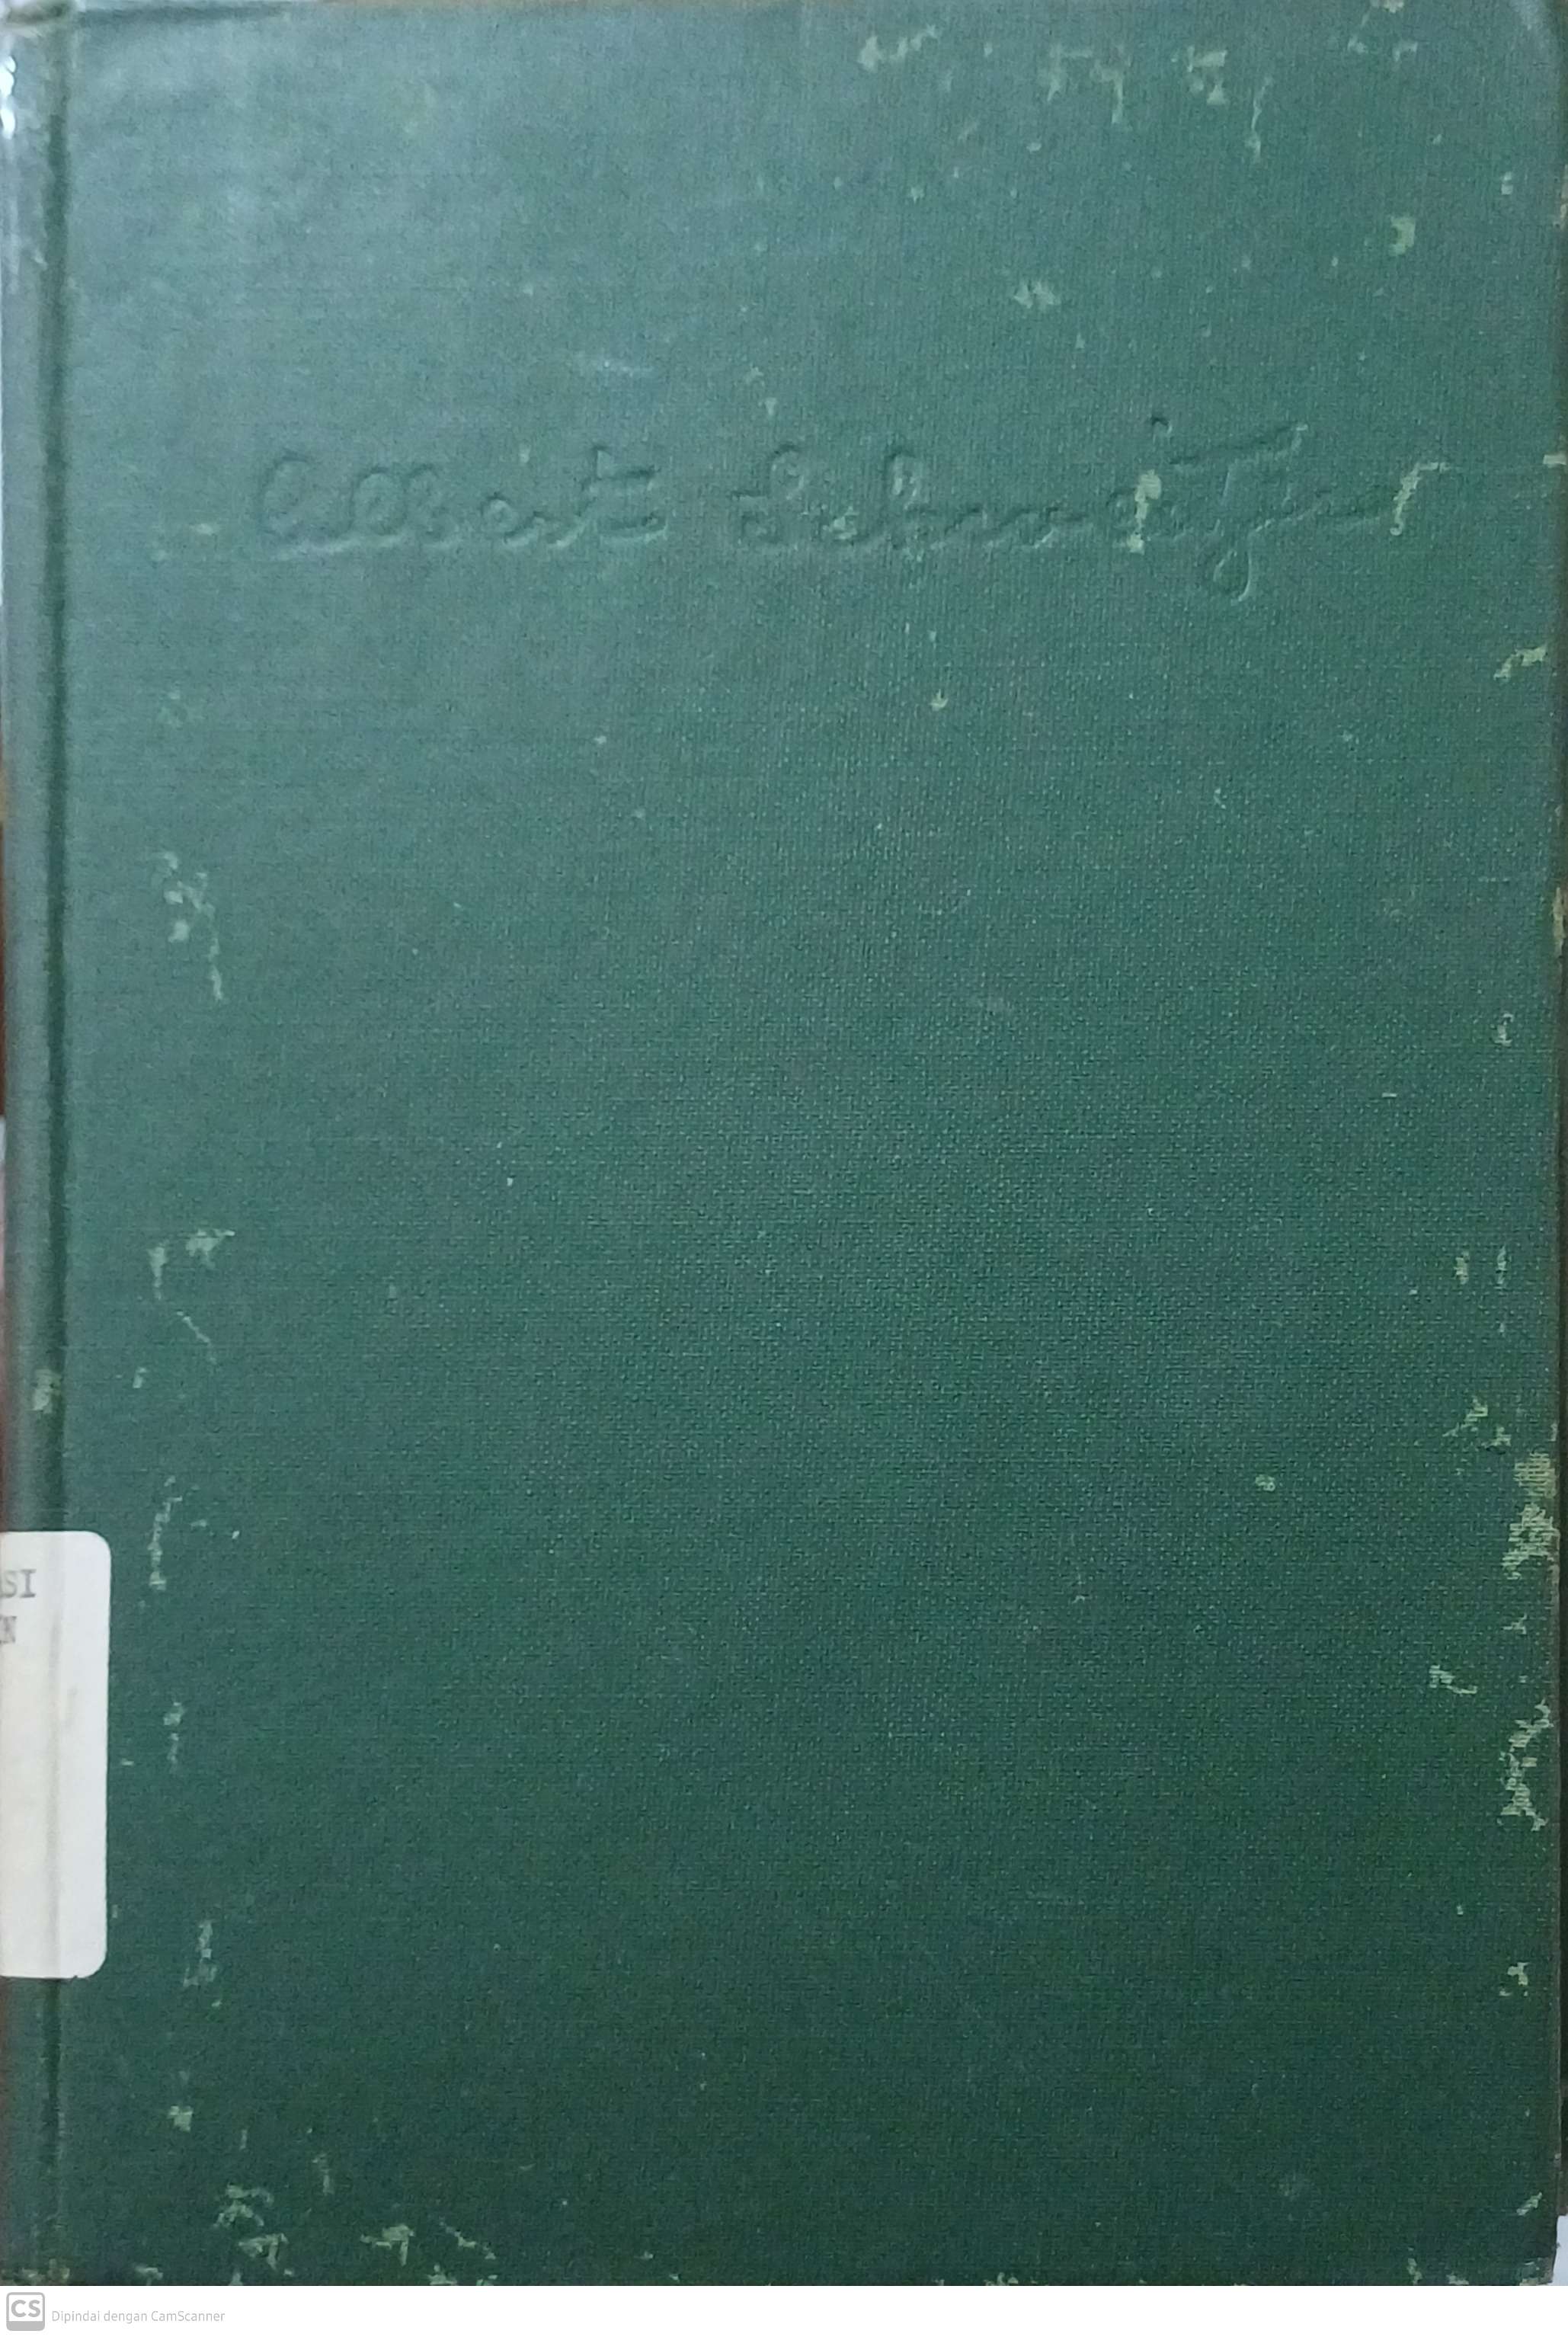 Albert Schweitzer
SI
N
CS Dipindai dengan CamScanner